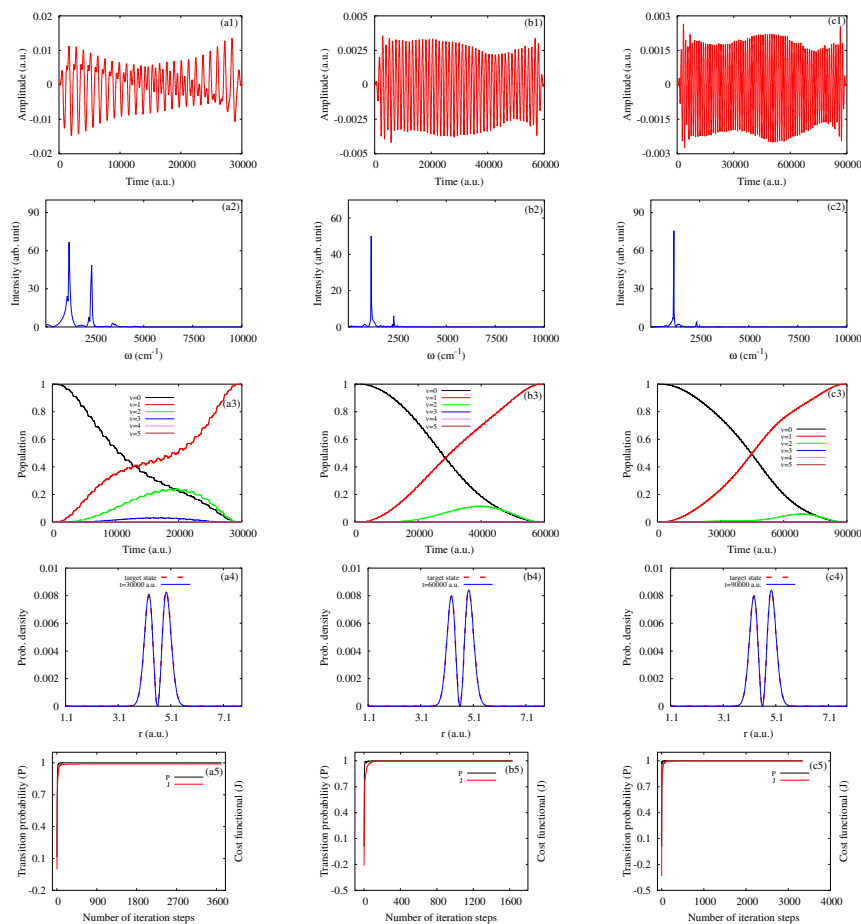 (a1)
Amplitude (a.u.)
0.02
0.01
0
-0.01
-0.02
0 10000 20000 30000
Time (a.u.)
(b1)
Amplitude (a.u.)
0.005
0.0025
0
-0.0025
-0.005
0 20000 40000 60000
Time (a.u.)
(c1)
Amplitude (a.u.)
0.003
0.0015
0
-0.0015
-0.003
0 30000 60000 90000
Time (a.u.)
(a2)
Intensity (arb. unit)
90
60
30
0
0 2500 5000 7500 10000
ω (cm⁻¹)
(b2)
Intensity (arb. unit)
60
40
20
0
0 2500 5000 7500 10000
ω (cm⁻¹)
(c2)
Intensity (arb. unit)
90
60
30
0
0 2500 5000 7500 10000
ω (cm⁻¹)
(a3)
Population
1
0.8
0.6
0.4
0.2
0
v=0
v=1
v=2
v=3
v=4
v=5
0 10000 20000 30000
Time (a.u.)
(b3)
Population
1
0.8
0.6
0.4
0.2
0
v=0
v=1
v=2
v=3
v=4
v=5
0 20000 40000 60000
Time (a.u.)
(c3)
Population
1
0.8
0.6
0.4
0.2
0
v=0
v=1
v=2
v=3
v=4
v=5
0 30000 60000 90000
Time (a.u.)
(a4)
Prob. density
0.01
0.008
0.006
0.004
0.002
0
target state
t=30000 a.u.
1.1 3.1 5.1 7.1
r (a.u.)
(b4)
Prob. density
0.01
0.008
0.006
0.004
0.002
0
target state
t=60000 a.u.
1.1 3.1 5.1 7.1
r (a.u.)
(c4)
Prob. density
0.01
0.008
0.006
0.004
0.002
0
target state
t=90000 a.u.
1.1 3.1 5.1 7.1
r (a.u.)
(a5)
Transition probability (P)
Cost functional (J)
1
0.7
0.4
0.1
-0.2
P
J
0 900 1800 2700 3600
Number of iteration steps
(b5)
Transition probability (P)
Cost functional (J)
1
0.7
0.4
0.1
-0.2
-0.5
P
J
0 400 800 1200 1600
Number of iteration steps
(c5)
Transition probability (P)
Cost functional (J)
1
0.7
0.4
0.1
-0.2
-0.5
P
J
0 1000 2000 3000 4000
Number of iteration steps